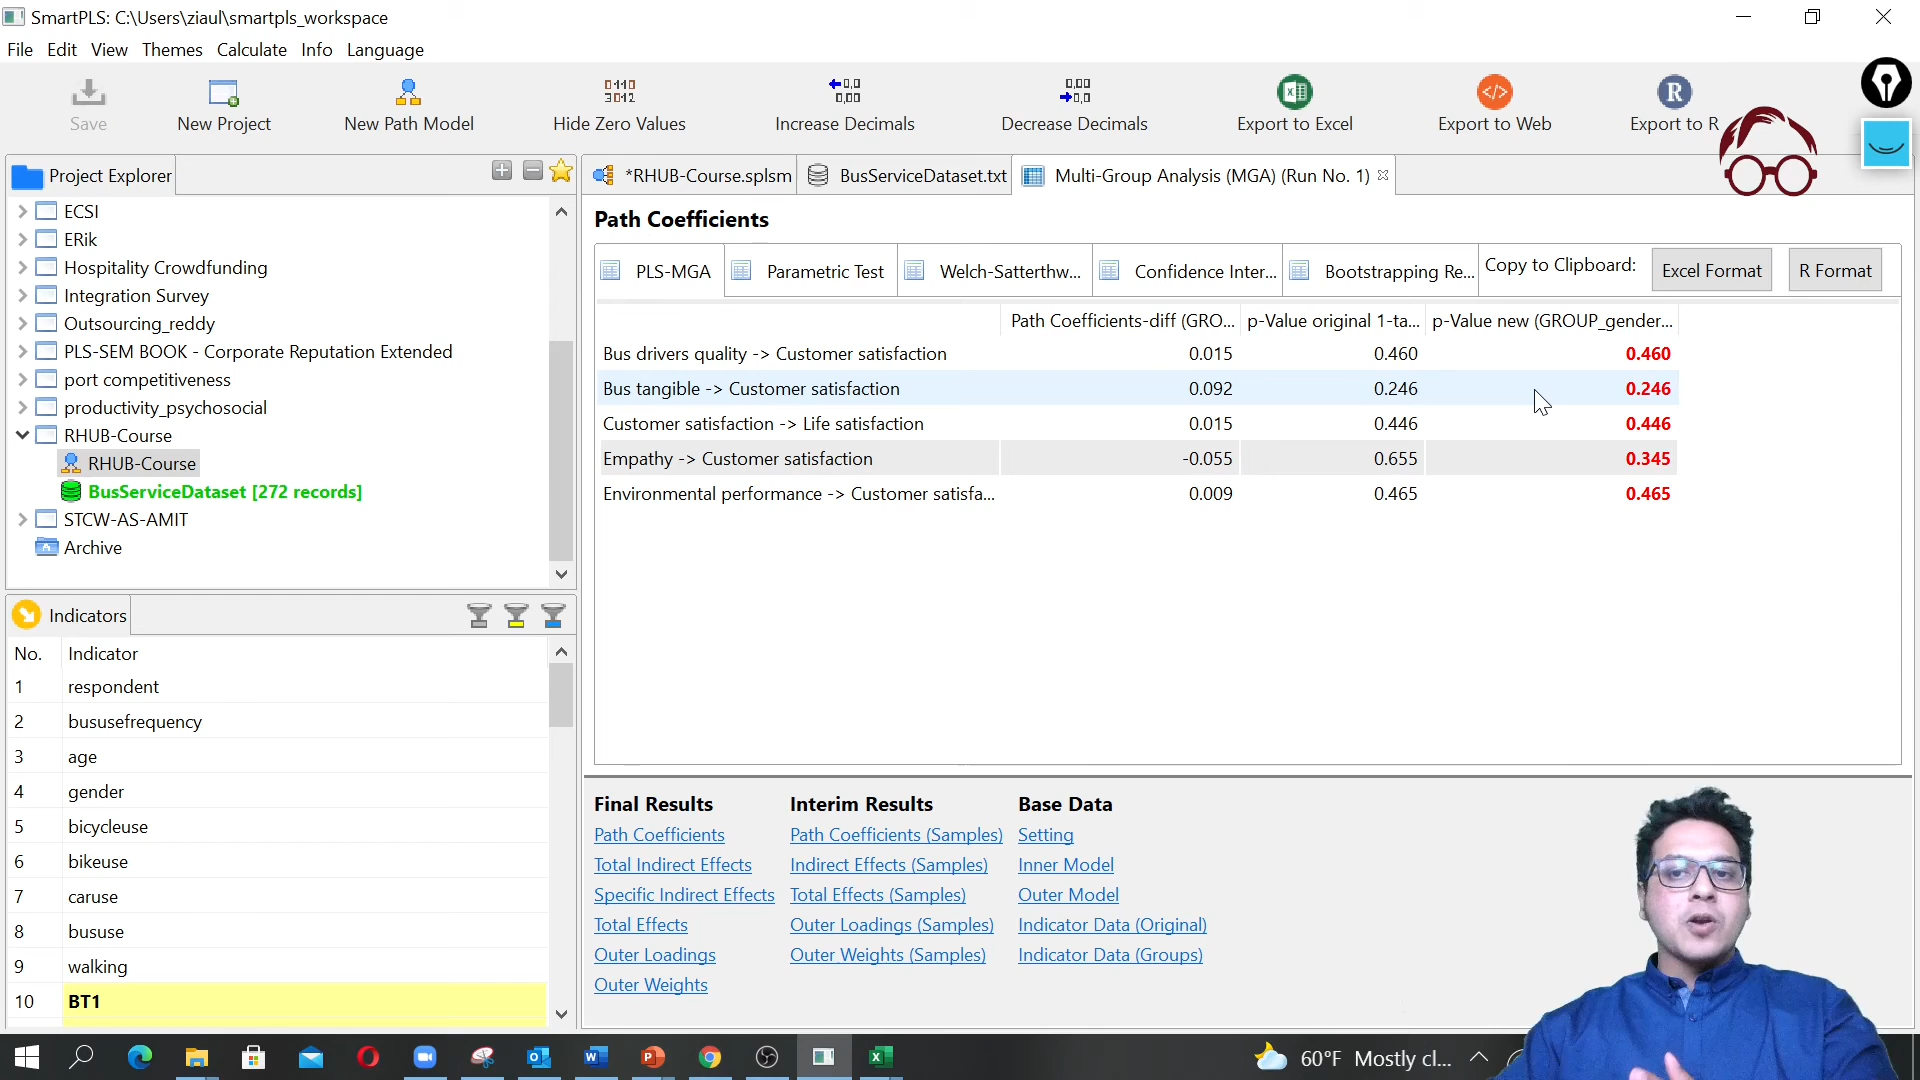 SmartPLS: C:\Users\ziaul\smartpls_workspace
File Edit View Themes Calculate Info Language
Save
New Project
New Path Model
Hide Zero Values
Increase Decimals
Decrease Decimals
Export to Excel
Export to Web
Export to R
Project Explorer
ECSI
ERik
Hospitality Crowdfunding
Integration Survey
Outsourcing_reddy
PLS-SEM BOOK - Corporate Reputation Extended
port competitiveness
productivity_psychosocial
RHUB-Course
RHUB-Course
BusServiceDataset [272 records]
STCW-AS-AMIT
Archive
Indicators
No. Indicator
1 respondent
2 bususefrequency
3 age
4 gender
5 bicycleuse
6 bikeuse
7 caruse
8 bususe
9 walking
10 BT1
*RHUB-Course.splsm BusServiceDataset.txt Multi-Group Analysis (MGA) (Run No. 1)
Path Coefficients
PLS-MGA Parametric Test Welch-Satterthw... Confidence Inter... Bootstrapping Re... Copy to Clipboard: Excel Format R Format
Path Coefficients-diff (GRO... p-Value original 1-ta... p-Value new (GROUP_gender...
Bus drivers quality -> Customer satisfaction 0.015 0.460 0.460
Bus tangible -> Customer satisfaction 0.092 0.246 0.246
Customer satisfaction -> Life satisfaction 0.015 0.446 0.446
Empathy -> Customer satisfaction -0.055 0.655 0.345
Environmental performance -> Customer satisfa... 0.009 0.465 0.465
Final Results Interim Results Base Data
Path Coefficients Path Coefficients (Samples) Setting
Total Indirect Effects Indirect Effects (Samples) Inner Model
Specific Indirect Effects Total Effects (Samples) Outer Model
Total Effects Outer Loadings (Samples) Indicator Data (Original)
Outer Loadings Outer Weights (Samples) Indicator Data (Groups)
Outer Weights
60°F Mostly cl...